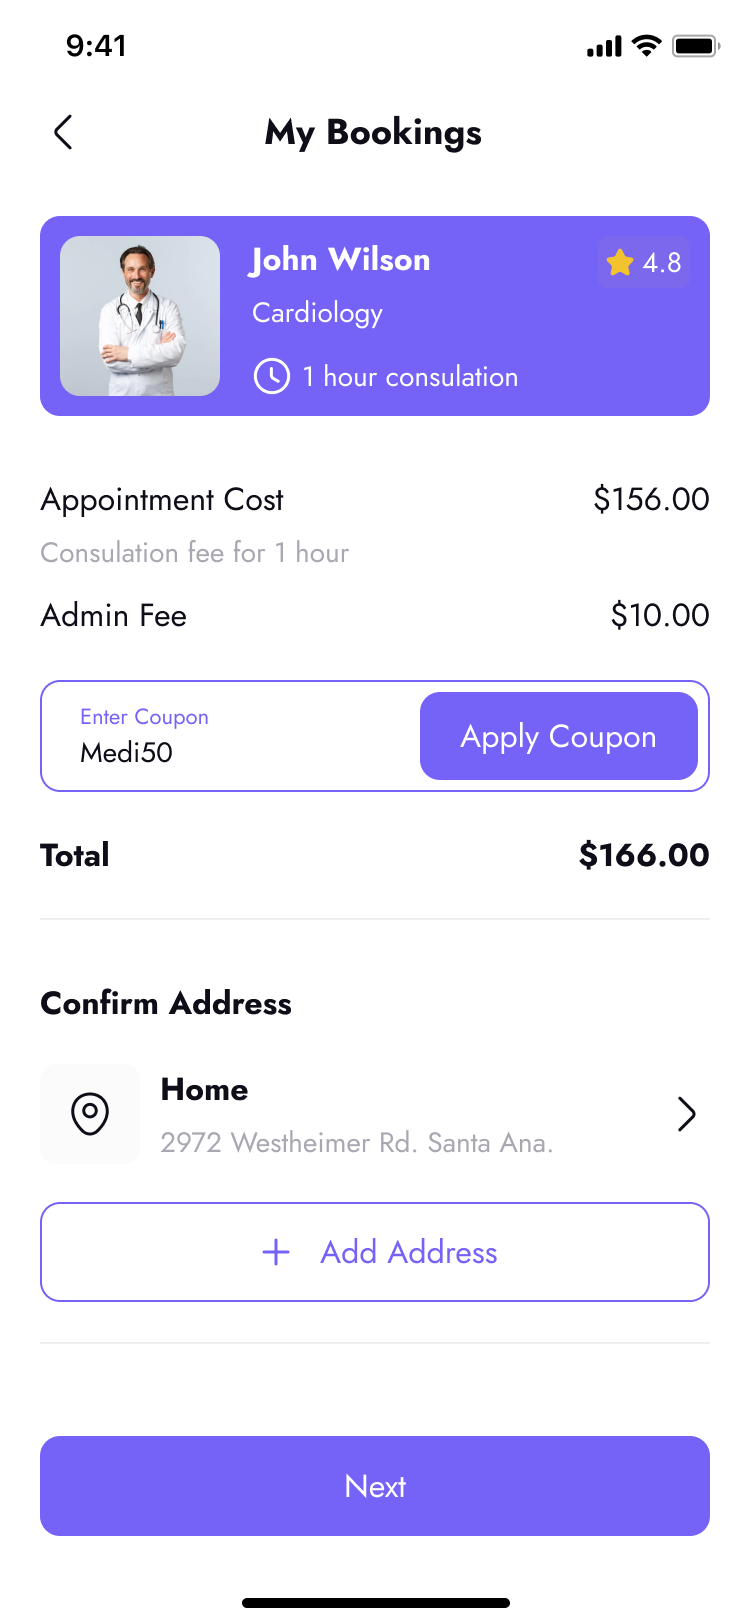 9:41
My Bookings
John Wilson
4.8
Cardiology
1 hour consulation
Appointment Cost
$156.00
Consulation fee for 1 hour
Admin Fee
$10.00
Enter Coupon
Medi50
Apply Coupon
Total
$166.00
Confirm Address
Home
2972 Westheimer Rd. Santa Ana.
Add Address
Next